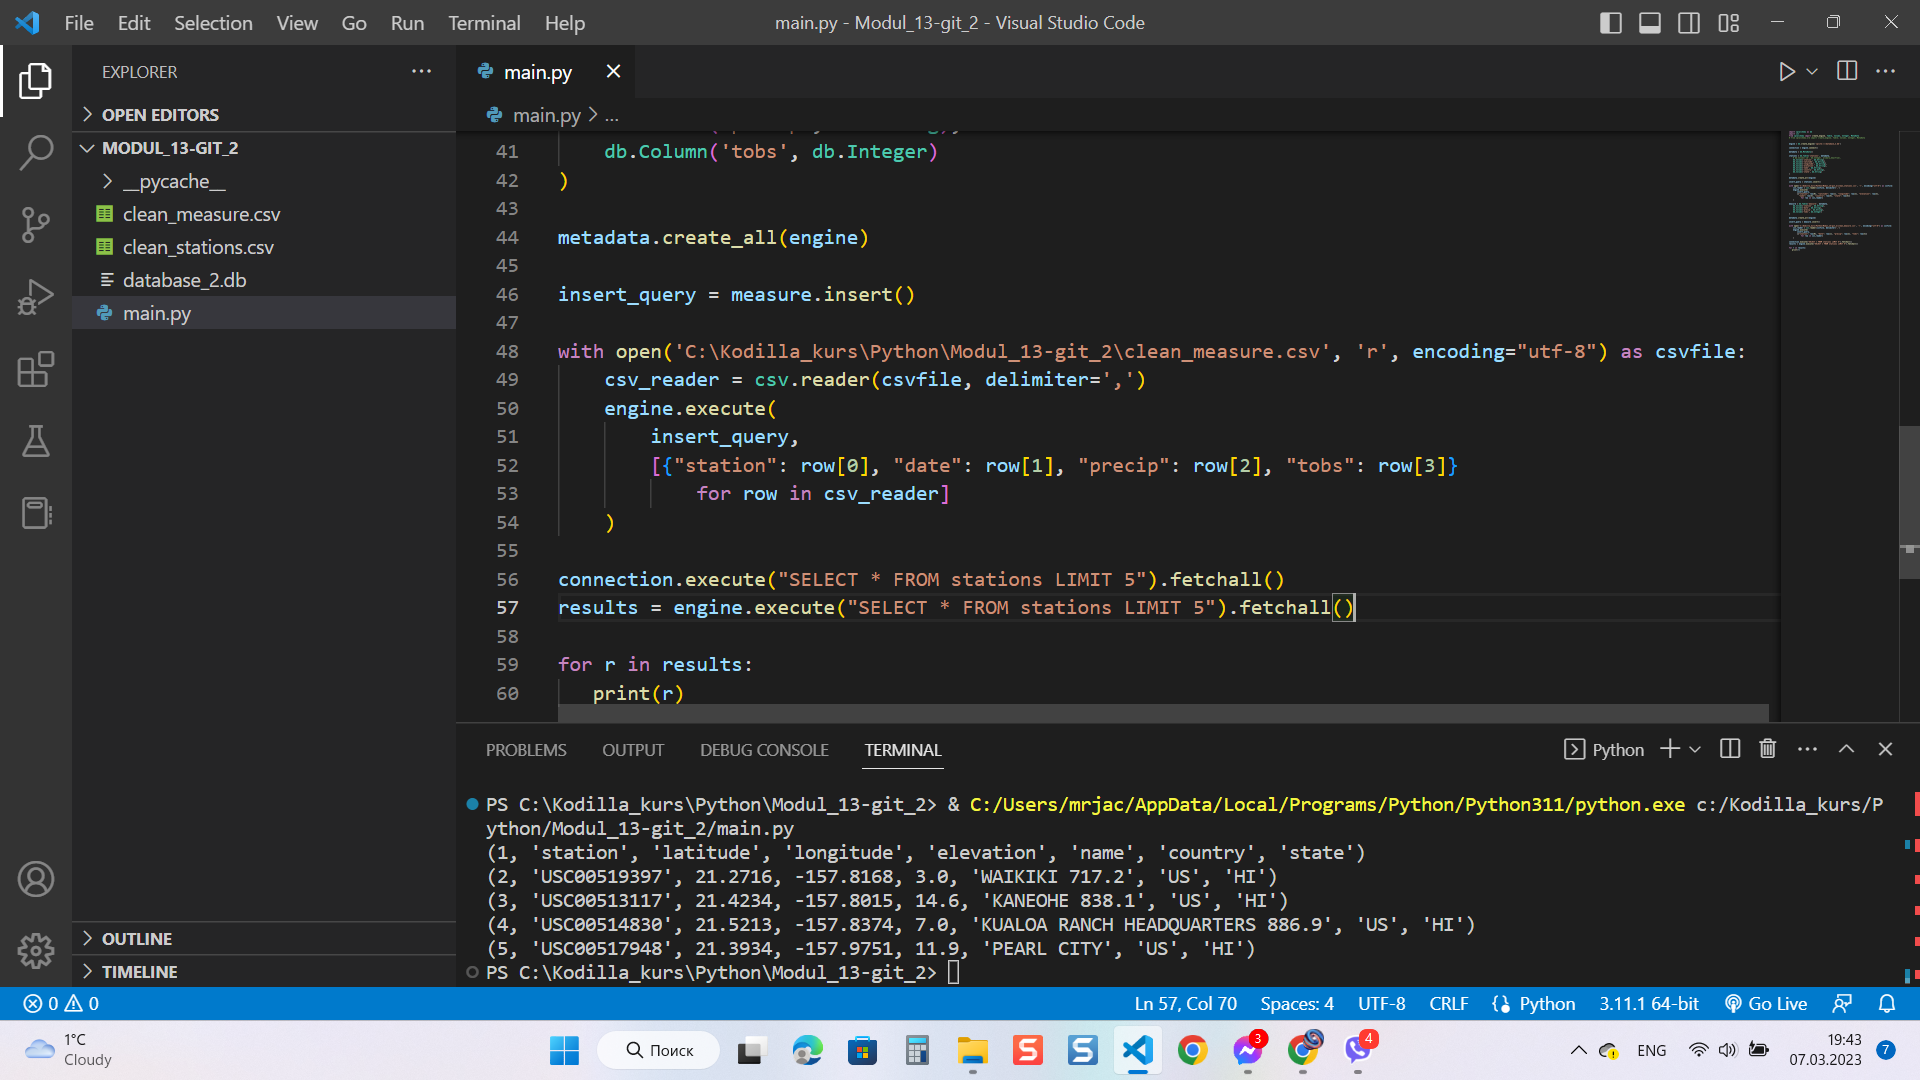 File Edit Selection View Go Run Terminal Help
main.py - Modul_13-git_2 - Visual Studio Code
EXPLORER
OPEN EDITORS
MODUL_13-GIT_2
__pycache__
clean_measure.csv
clean_stations.csv
database_2.db
main.py
OUTLINE
TIMELINE
main.py
main.py > ...
41 db.Column('tobs', db.Integer)
42 )
43
44 metadata.create_all(engine)
45
46 insert_query = measure.insert()
47
48 with open('C:\Kodilla_kurs\Python\Modul_13-git_2\clean_measure.csv', 'r', encoding="utf-8") as csvfile:
49 csv_reader = csv.reader(csvfile, delimiter=',')
50 engine.execute(
51 insert_query,
52 [{"station": row[0], "date": row[1], "precip": row[2], "tobs": row[3]}
53 for row in csv_reader]
54 )
55
56 connection.execute("SELECT * FROM stations LIMIT 5").fetchall()
57 results = engine.execute("SELECT * FROM stations LIMIT 5").fetchall()
58
59 for r in results:
60 print(r)
PROBLEMS OUTPUT DEBUG CONSOLE TERMINAL
Python
PS C:\Kodilla_kurs\Python\Modul_13-git_2> & C:/Users/mrjac/AppData/Local/Programs/Python/Python311/python.exe c:/Kodilla_kurs/P
ython/Modul_13-git_2/main.py
(1, 'station', 'latitude', 'longitude', 'elevation', 'name', 'country', 'state')
(2, 'USC00519397', 21.2716, -157.8168, 3.0, 'WAIKIKI 717.2', 'US', 'HI')
(3, 'USC00513117', 21.4234, -157.8015, 14.6, 'KANEOHE 838.1', 'US', 'HI')
(4, 'USC00514830', 21.5213, -157.8374, 7.0, 'KUALOA RANCH HEADQUARTERS 886.9', 'US', 'HI')
(5, 'USC00517948', 21.3934, -157.9751, 11.9, 'PEARL CITY', 'US', 'HI')
PS C:\Kodilla_kurs\Python\Modul_13-git_2>
0 0
Ln 57, Col 70 Spaces: 4 UTF-8 CRLF Python 3.11.1 64-bit Go Live
1°C
Cloudy
Поиск
3
4
ENG
19:43
07.03.2023
7